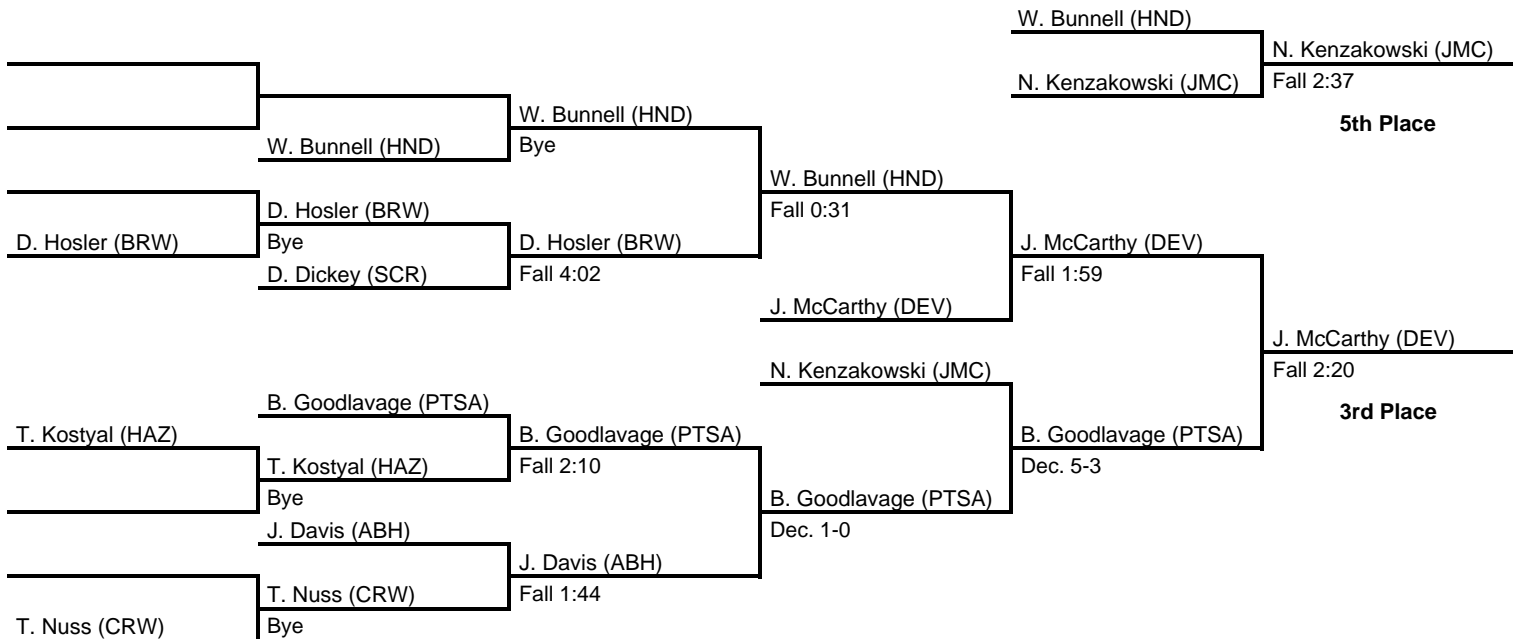 W. Bunnell (HND)
N. Kenzakowski (JMC)
N. Kenzakowski (JMC)
Fall 2:37
5th Place
W. Bunnell (HND)
W. Bunnell (HND)
Bye
W. Bunnell (HND)
Fall 0:31
D. Hosler (BRW)
D. Hosler (BRW)
Bye
D. Hosler (BRW)
J. McCarthy (DEV)
D. Dickey (SCR)
Fall 4:02
Fall 1:59
J. McCarthy (DEV)
J. McCarthy (DEV)
N. Kenzakowski (JMC)
Fall 2:20
B. Goodlavage (PTSA)
3rd Place
T. Kostyal (HAZ)
B. Goodlavage (PTSA)
B. Goodlavage (PTSA)
T. Kostyal (HAZ)
Fall 2:10
Dec. 5-3
Bye
B. Goodlavage (PTSA)
J. Davis (ABH)
Dec. 1-0
J. Davis (ABH)
T. Nuss (CRW)
Fall 1:44
T. Nuss (CRW)
Bye